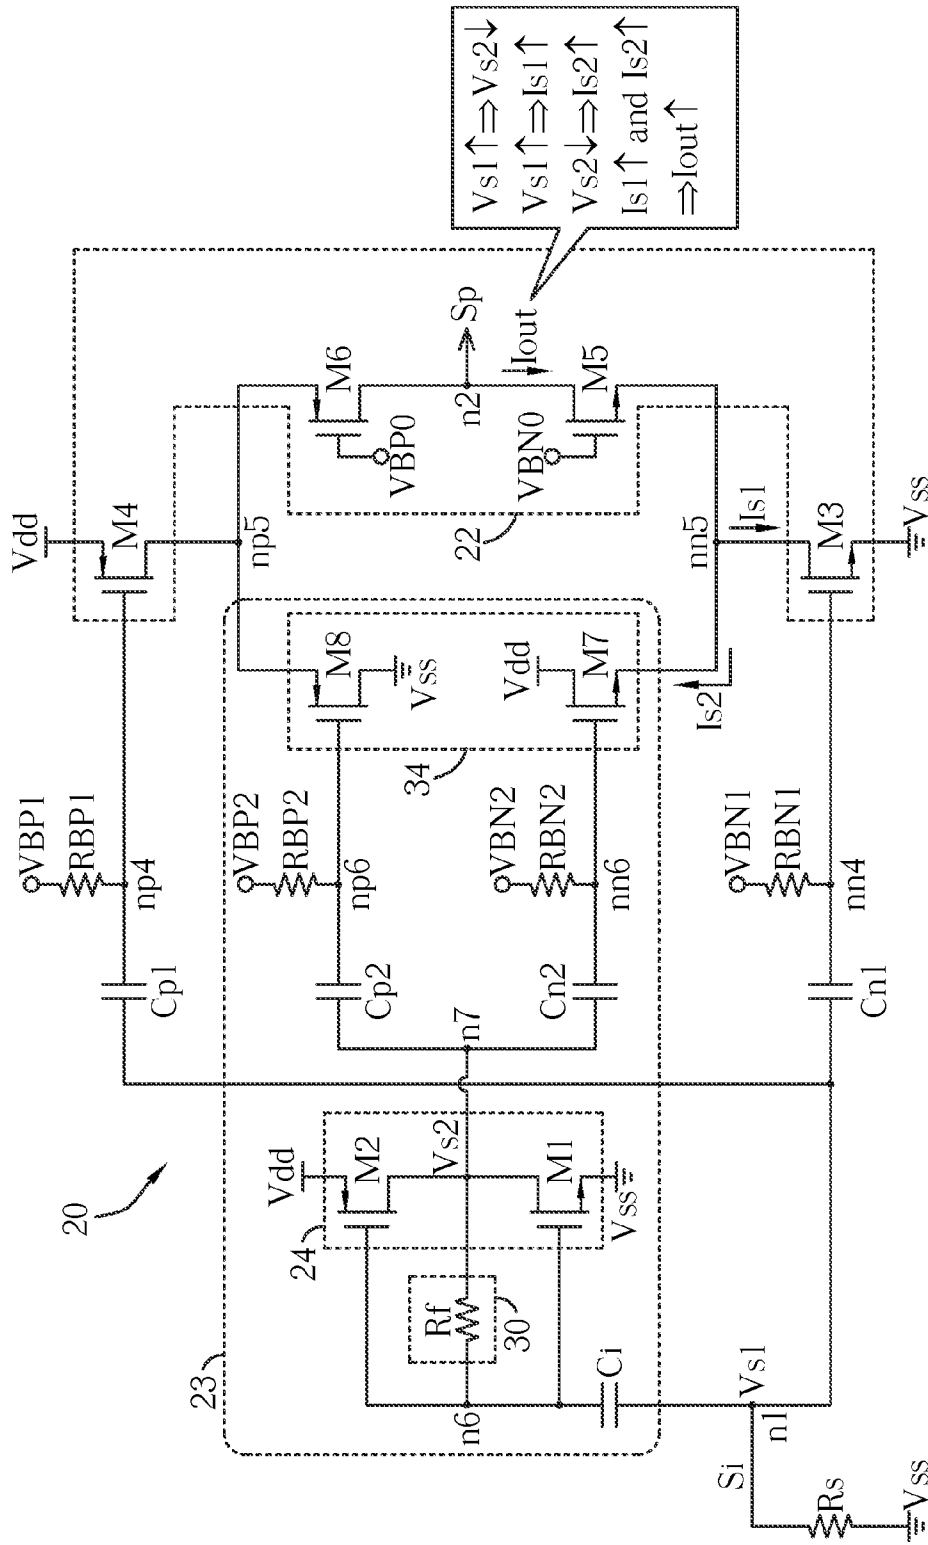 Vs1↑⇒Vs2↓
Vs1↑⇒Is1↑
Vs2↓⇒Is2↑
Is1↑ and Is2↑
⇒Iout↑
20
Vdd
M4
VBP1
RBP1
np4
Cp1
np5
M6
VBP0
n2
Sp
Iout
M5
VBN0
22
nn5
Is1
M3
Vss
23
34
M8
Vss
Vdd
M7
Is2
VBP2
RBP2
np6
Cp2
VBN2
RBN2
nn6
Cn2
n7
VBN1
RBN1
nn4
Cn1
Vdd
M2
Vs2
M1
Vss
24
Rf
30
n6
Ci
Vs1
n1
Si
Rs
Vss